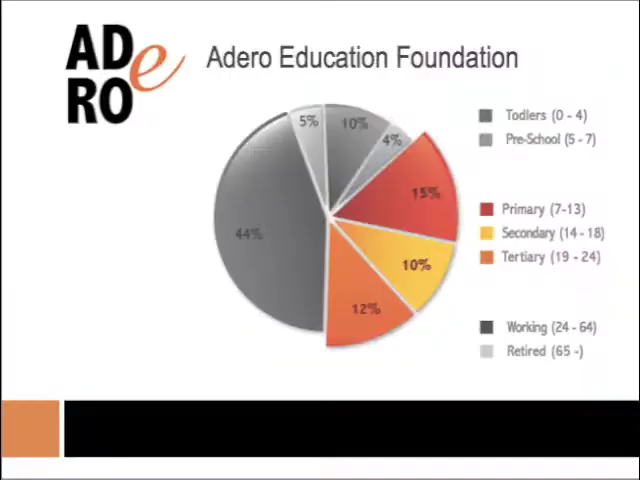 ADe
RO
Adero Education Foundation
5%
10%
4%
15%
44%
10%
12%
Todlers (0 - 4)
Pre-School (5 - 7)
Primary (7-13)
Secondary (14 - 18)
Tertiary (19 - 24)
Working (24 - 64)
Retired (65 -)